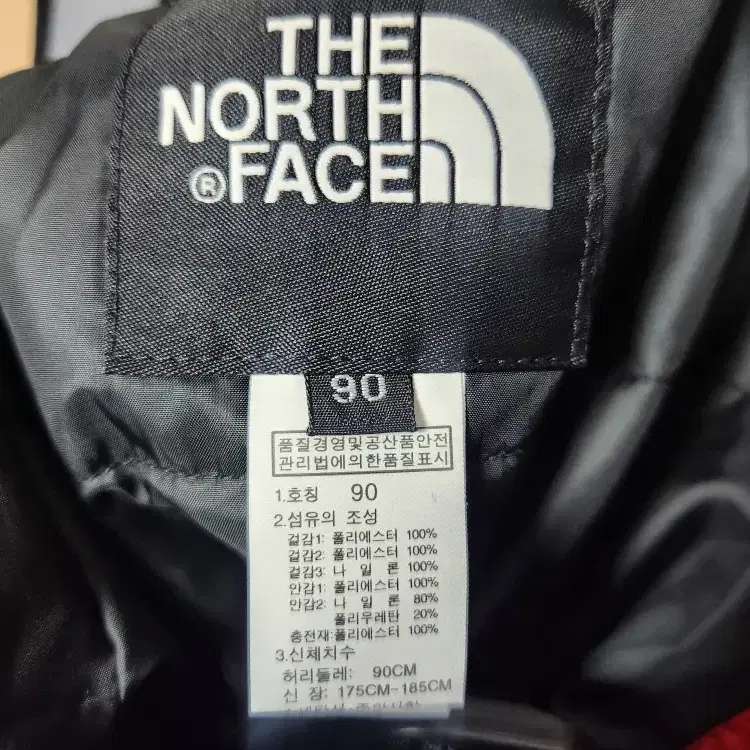 THE
NORTH
®FACE
90
품질경영및공산품안전
관리법에의한품질표시
1.호칭 90
2.섬유의 조성
겉감1: 폴리에스터 100%
겉감2: 폴리에스터 100%
겉감3: 나 일 론 100%
안감1: 폴리에스터 100%
안감2: 나 일 론 80%
폴리우레탄 20%
충전재:폴리에스터 100%
3.신체치수
허리둘레: 90CM
신 장: 175CM~185CM